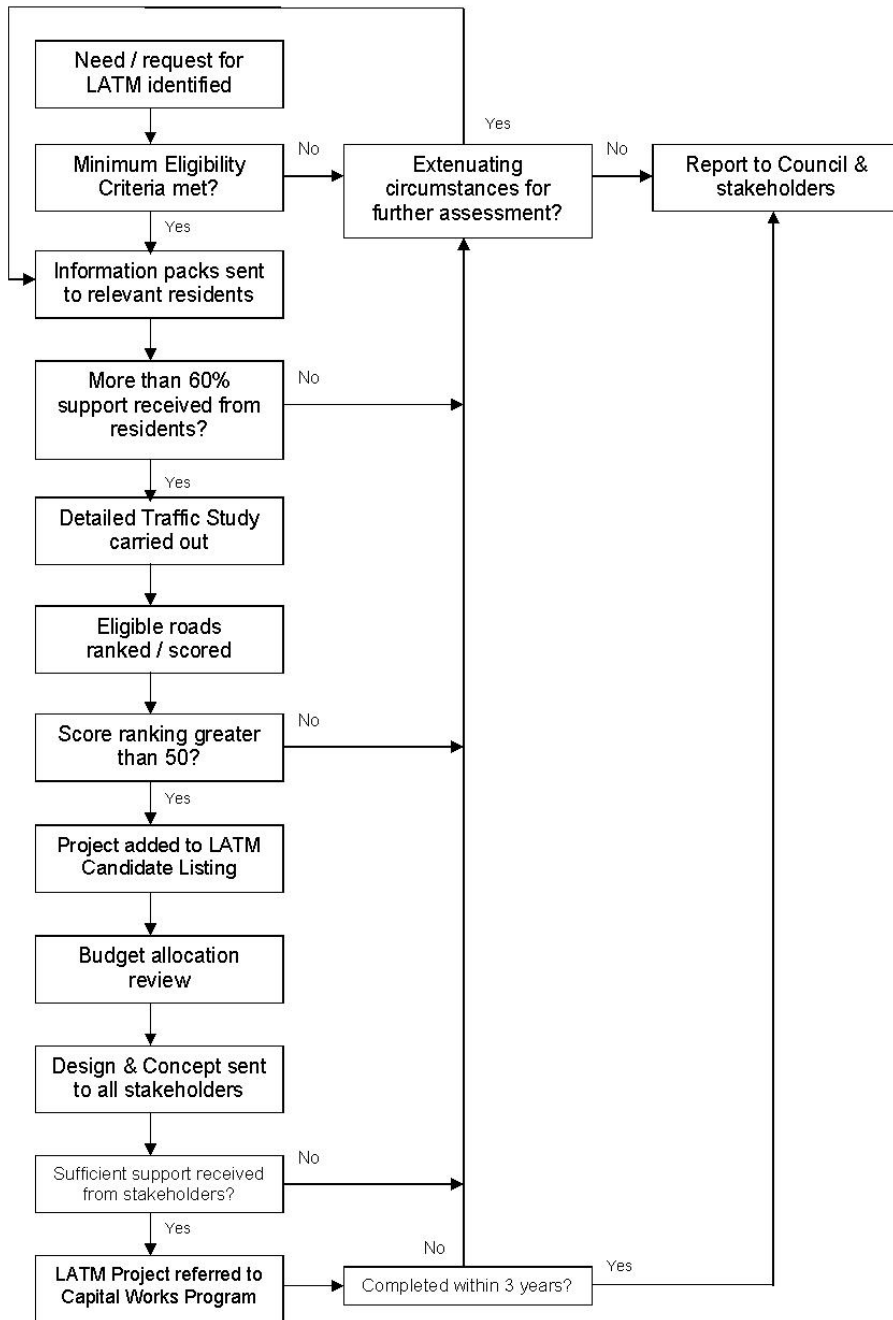 Need / request for
LATM identified
Yes
Minimum Eligibility
Criteria met?
No
Extenuating
circumstances for
further assessment?
No
Report to Council &
stakeholders
Yes
Information packs sent
to relevant residents
More than 60%
support received from
residents?
No
Yes
Detailed Traffic Study
carried out
Eligible roads
ranked / scored
Score ranking greater
than 50?
No
Yes
Project added to LATM
Candidate Listing
Budget allocation
review
Design & Concept sent
to all stakeholders
Sufficient support received
from stakeholders?
No
Yes
No
LATM Project referred to
Capital Works Program
Completed within 3 years?
Yes